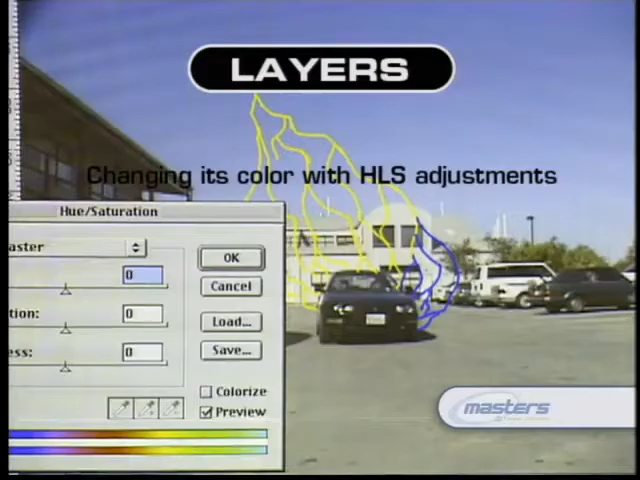 LAYERS
Changing its color with HLS adjustments
Hue/Saturation
aster
0
OK
Cancel
tion:
0
Load...
ess:
0
Save...
Colorize
Preview
masters